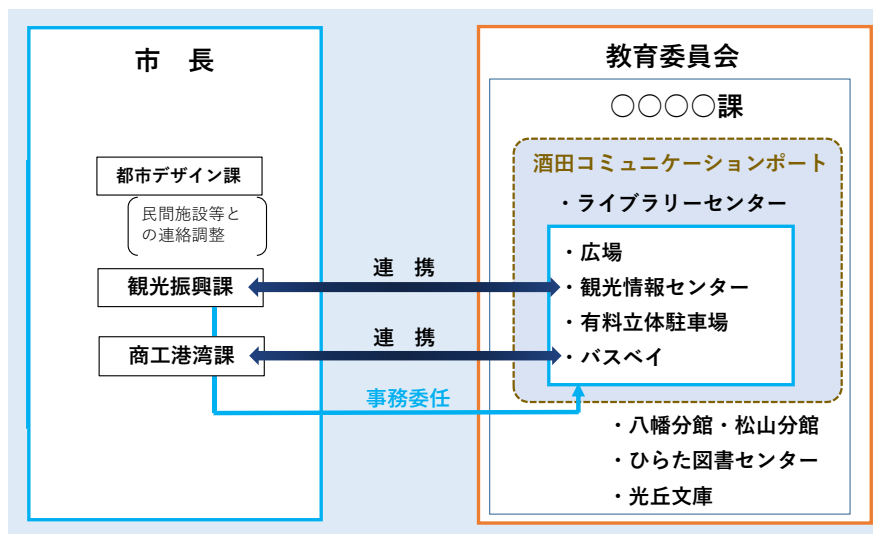 市　長
都市デザイン課
民間施設等と
の連絡調整
観光振興課
商工港湾課
連　携
連　携
事務委任
教育委員会
○○○○課
酒田コミュニケーションポート
・ライブラリーセンター
・広場
・観光情報センター
・有料立体駐車場
・バスベイ
・八幡分館・松山分館
・ひらた図書センター
・光丘文庫